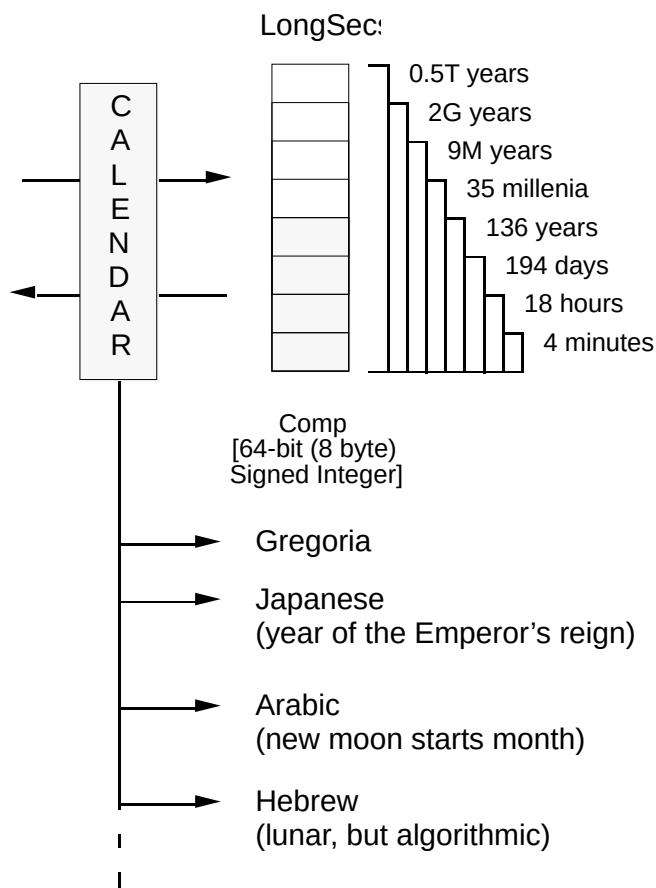 LongSecs
CALENDAR
0.5T years
2G years
9M years
35 millenia
136 years
194 days
18 hours
4 minutes
Comp
[64-bit (8 byte)
Signed Integer]
Gregoria
Japanese
(year of the Emperor’s reign)
Arabic
(new moon starts month)
Hebrew
(lunar, but algorithmic)